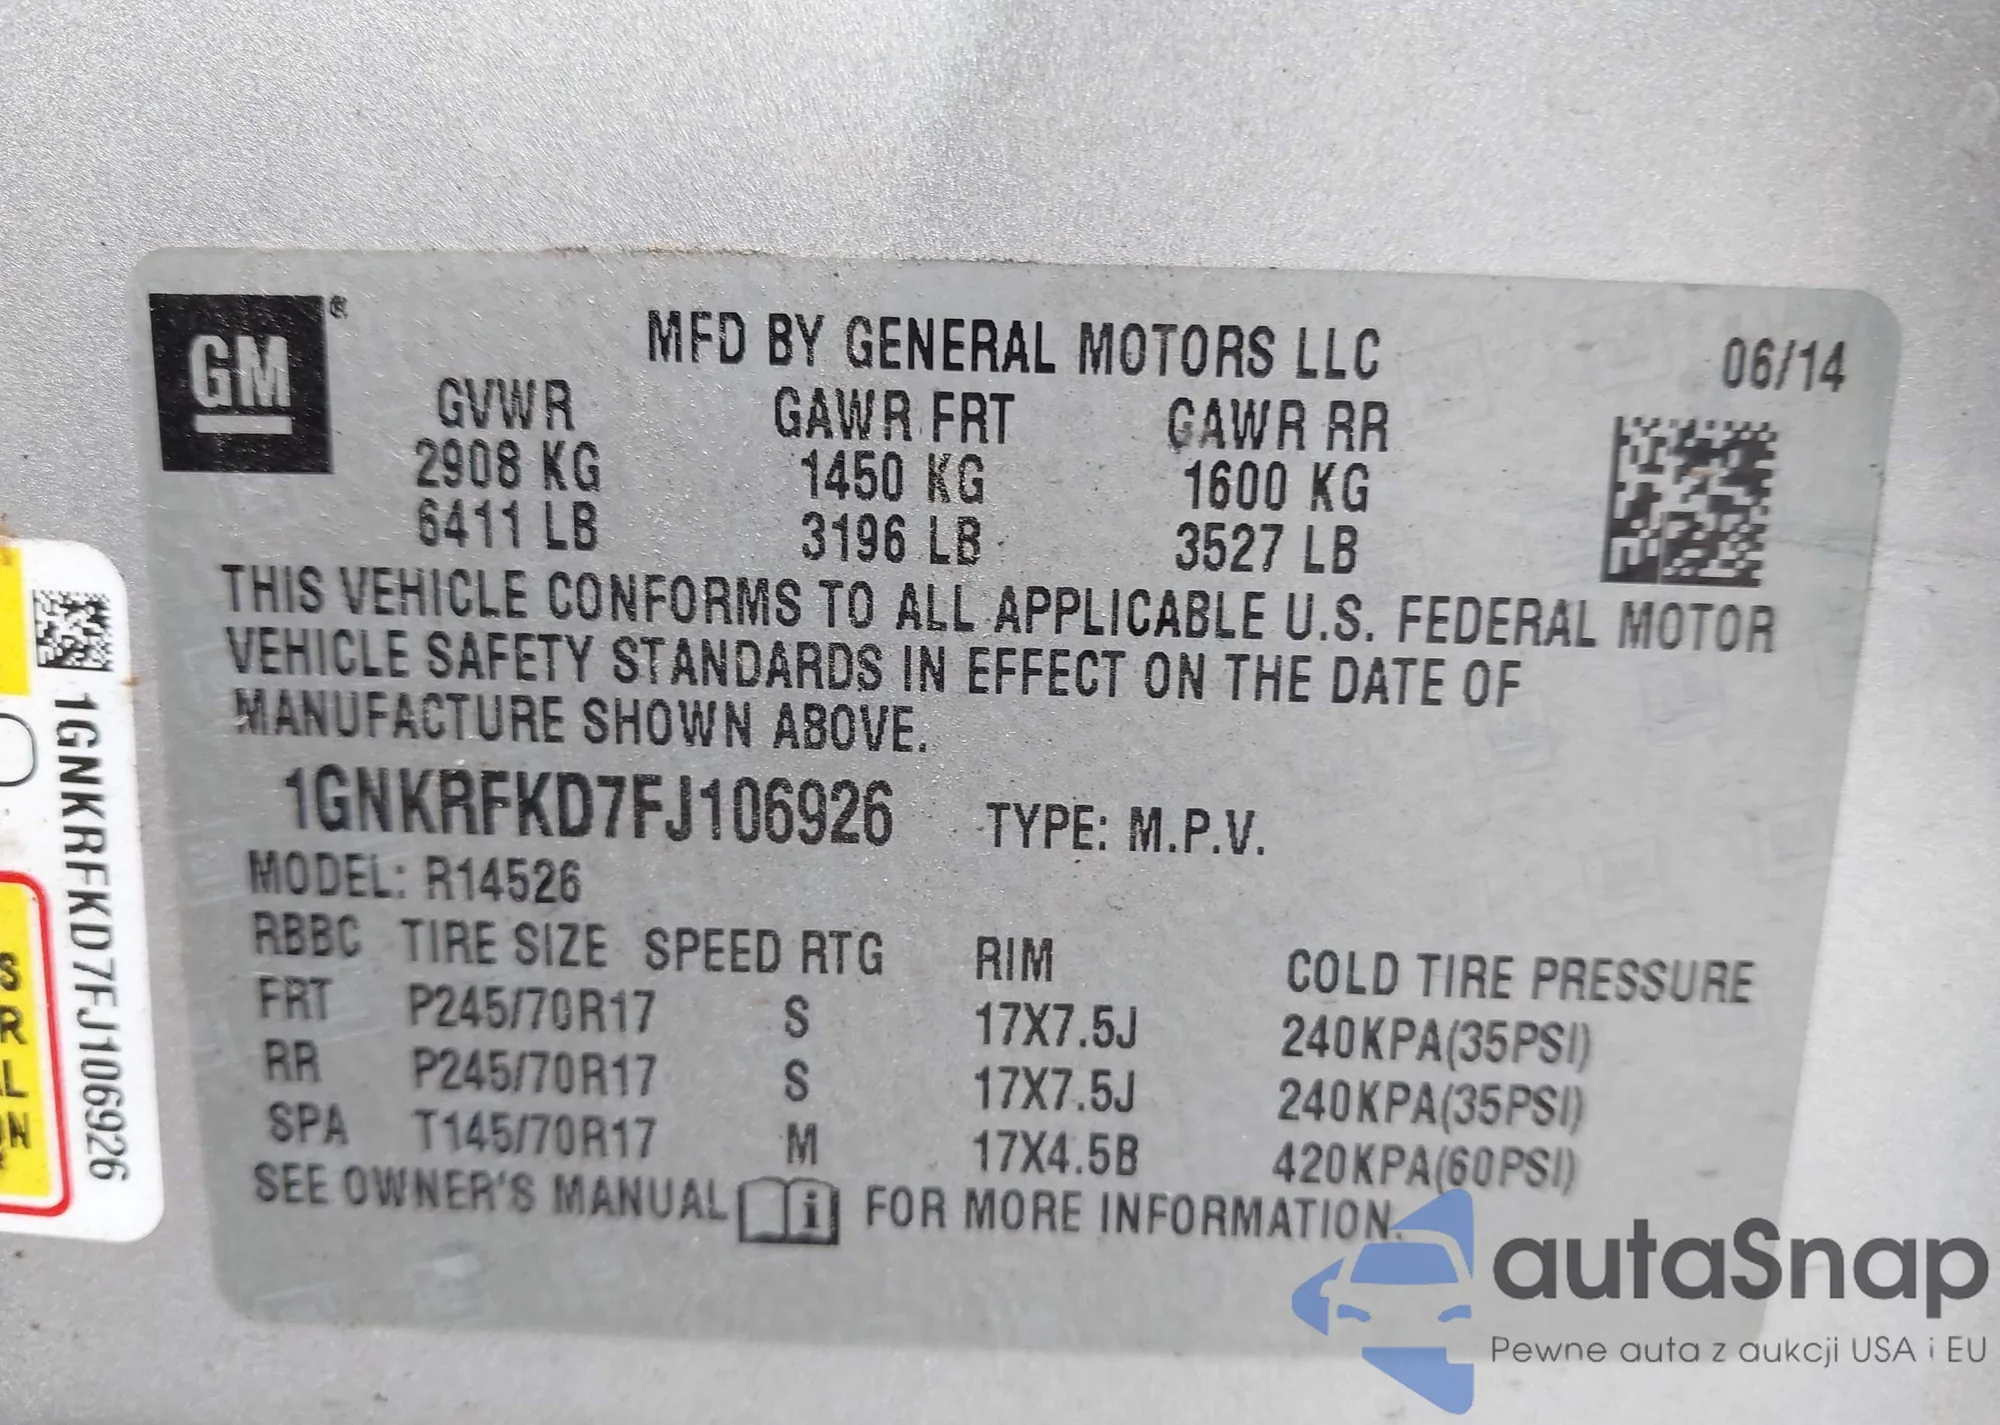 GM ®
MFD BY GENERAL MOTORS LLC 06/14
GVWR GAWR FRT GAWR RR
2908 KG 1450 KG 1600 KG
6411 LB 3196 LB 3527 LB
THIS VEHICLE CONFORMS TO ALL APPLICABLE U.S. FEDERAL MOTOR
VEHICLE SAFETY STANDARDS IN EFFECT ON THE DATE OF
MANUFACTURE SHOWN ABOVE.
1GNKRFKD7FJ106926 TYPE: M.P.V.
MODEL: R14526
RBBC TIRE SIZE SPEED RTG RIM COLD TIRE PRESSURE
FRT P245/70R17 S 17X7.5J 240KPA(35PSI)
RR P245/70R17 S 17X7.5J 240KPA(35PSI)
SPA T145/70R17 M 17X4.5B 420KPA(60PSI)
SEE OWNER'S MANUAL i FOR MORE INFORMATION.
1GNKRFKD7FJ106926
autaSnap
Pewne auta z aukcji USA i EU